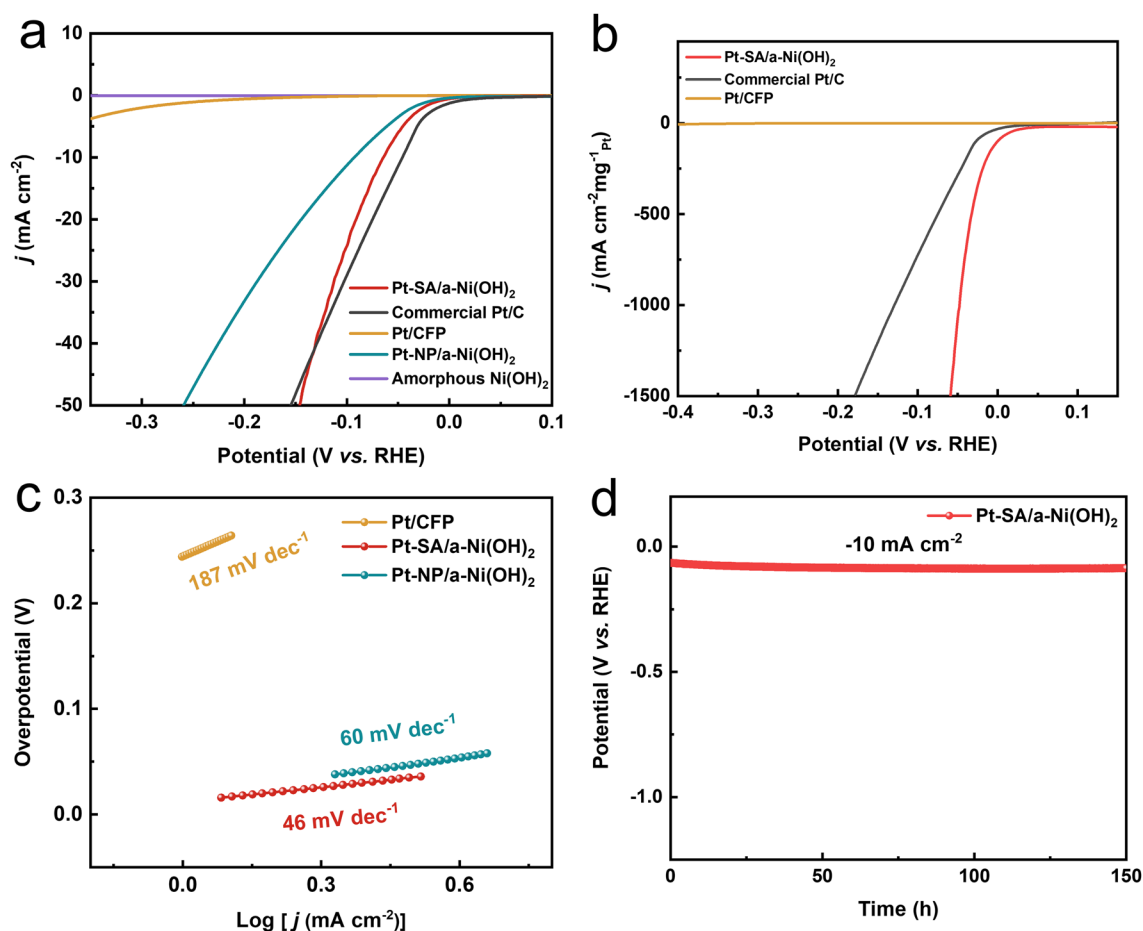 a
10
0
-10
-20
-30
-40
-50
j (mA cm⁻²)
-0.3
-0.2
-0.1
0.0
0.1
Potential (V vs. RHE)
Pt-SA/a-Ni(OH)₂
Commercial Pt/C
Pt/CFP
Pt-NP/a-Ni(OH)₂
Amorphous Ni(OH)₂
b
Pt-SA/a-Ni(OH)₂
Commercial Pt/C
Pt/CFP
0
-500
-1000
-1500
j (mA cm⁻²mg⁻¹Pt)
-0.4
-0.3
-0.2
-0.1
0.0
0.1
Potential (V vs. RHE)
c
0.3
0.2
0.1
0.0
Overpotential (V)
Pt/CFP
Pt-SA/a-Ni(OH)₂
Pt-NP/a-Ni(OH)₂
187 mV dec⁻¹
60 mV dec⁻¹
46 mV dec⁻¹
0.0
0.3
0.6
Log [ j (mA cm⁻²)]
d
Pt-SA/a-Ni(OH)₂
-10 mA cm⁻²
0.0
-0.5
-1.0
Potential (V vs. RHE)
0
50
100
150
Time (h)